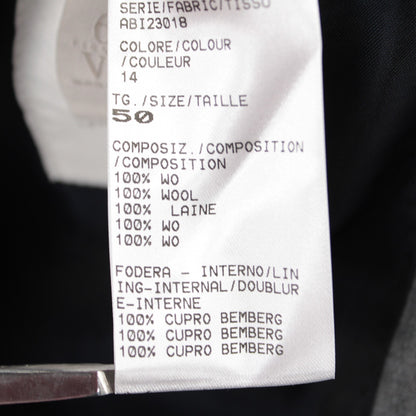 SERIE/FABRIC/TISSU
ABI23018
COLORE/COLOUR
/COULEUR
14
TG./SIZE/TAILLE
50
COMPOSIZ./COMPOSITION
/COMPOSITION
100% WO
100% WOOL
100% LAINE
100% WO
100% WO
FODERA - INTERNO/LIN
ING-INTERNAL/DOUBLUR
E-INTERNE
100% CUPRO BEMBERG
100% CUPRO BEMBERG
100% CUPRO BEMBERG